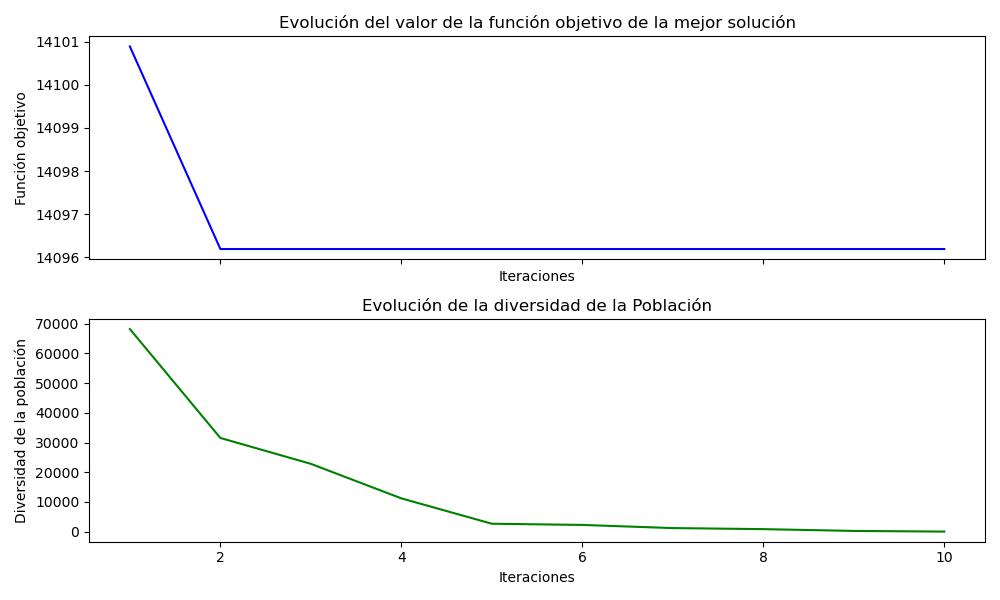 Evolución del valor de la función objetivo de la mejor solución
14101
14100
14099
14098
14097
14096
Función objetivo
Iteraciones
Evolución de la diversidad de la Población
70000
60000
50000
40000
30000
20000
10000
0
Diversidad de la población
2 4 6 8 10
Iteraciones